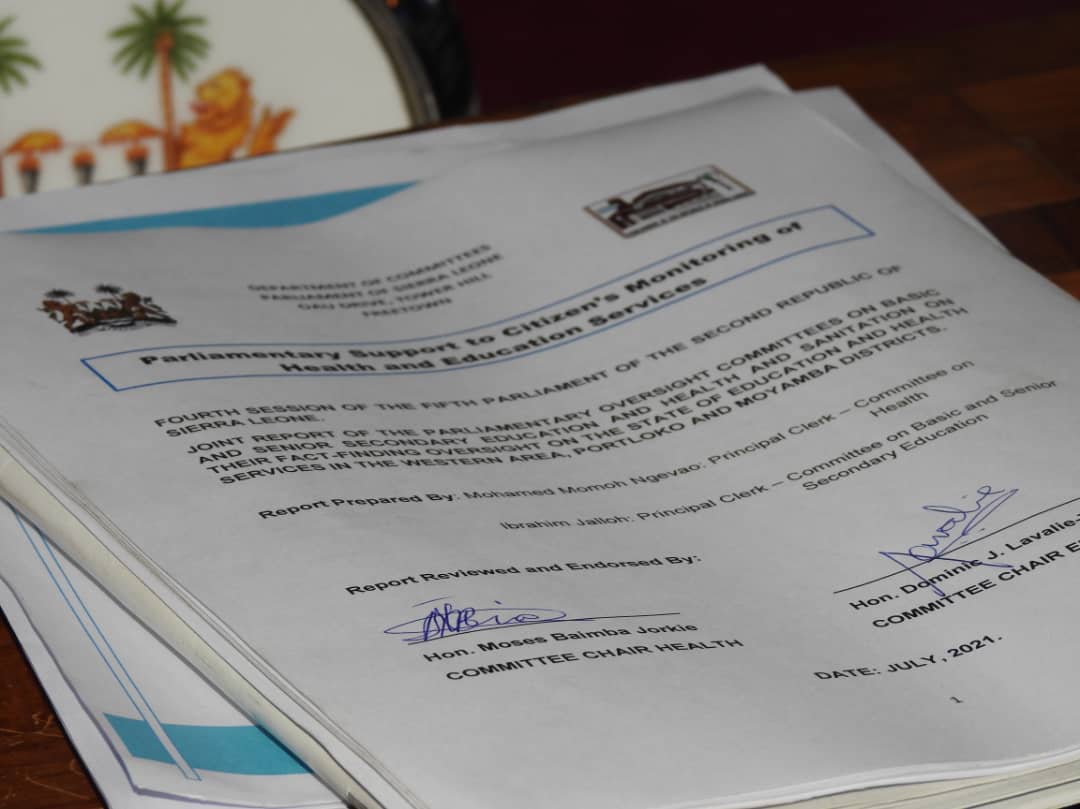 DEPARTMENT OF COMMITTEES
PARLIAMENT OF SIERRA LEONE
OAU DRIVE, TOWER HILL
FREETOWN
Parliamentary Support to Citizen's Monitoring of
Health and Education Services
FOURTH SESSION OF THE FIFTH PARLIAMENT OF THE SECOND REPUBLIC OF
SIERRA LEONE.
JOINT REPORT OF THE PARLIAMENTARY OVERSIGHT COMMITTEES ON BASIC
AND SENIOR SECONDARY EDUCATION AND HEALTH AND SANITATION ON
THEIR FACT-FINDING OVERSIGHT ON THE STATE OF EDUCATION AND HEALTH
SERVICES IN THE WESTERN AREA, PORTLOKO AND MOYAMBA DISTRICTS.
Report Prepared By: Mohamed Momoh Ngevao: Principal Clerk – Committee on
Health
Ibrahim Jalloh: Principal Clerk – Committee on Basic and Senior
Secondary Education
Report Reviewed and Endorsed By:
Hon. Moses Baimba Jorkie
COMMITTEE CHAIR HEALTH
Hon. Dominic J. Lavalie-
COMMITTEE CHAIR
DATE: JULY, 2021.
1